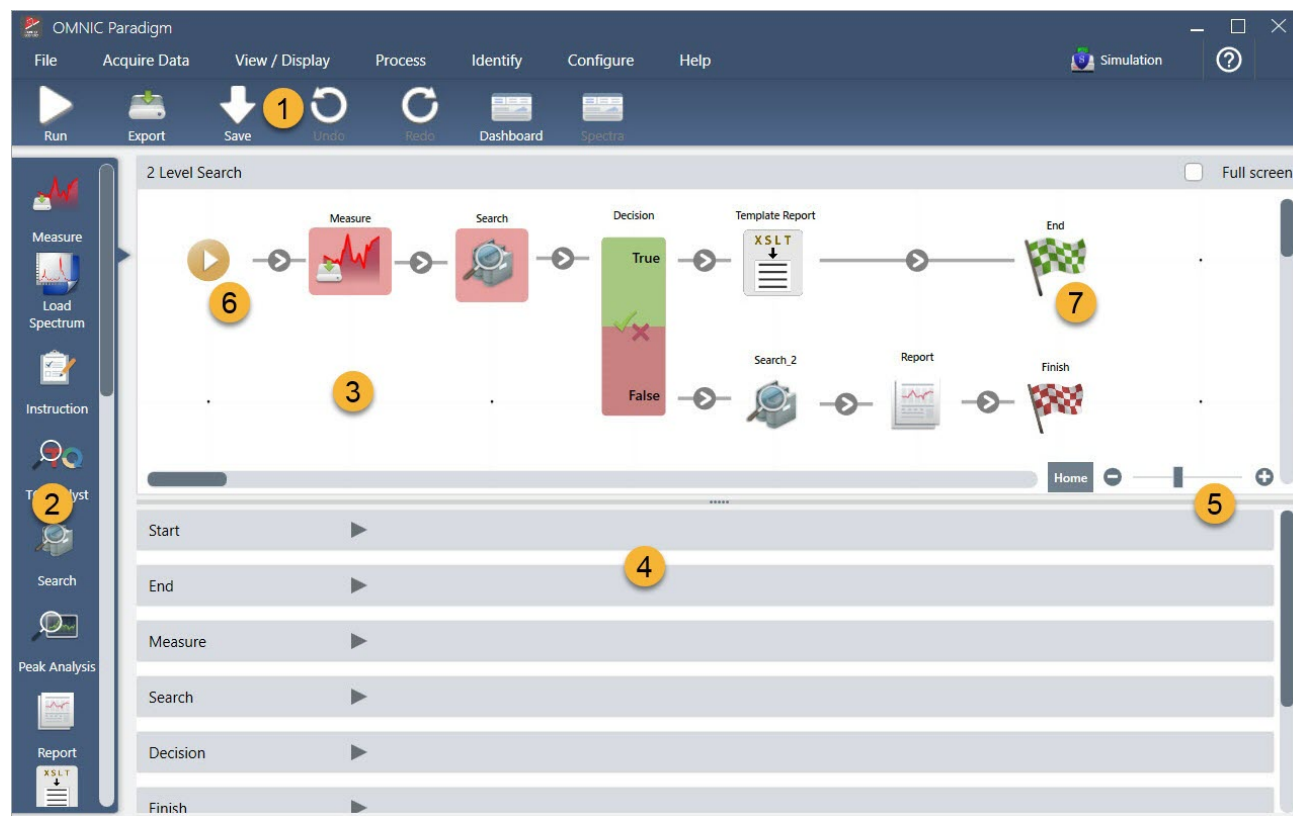 OMNIC Paradigm
File Acquire Data View / Display Process Identify Configure Help Simulation ?
1
Run Export Save Undo Redo Dashboard Spectra
2 Level Search Full screen
Measure
Load
Spectrum
Instruction
2
Search
Peak Analysis
Report
XSLT
Measure Search Decision Template Report End
XSLT
True
6 7
3
Search_2 Report Finish
False
Home
5
Start
4
End
Measure
Search
Decision
Finish